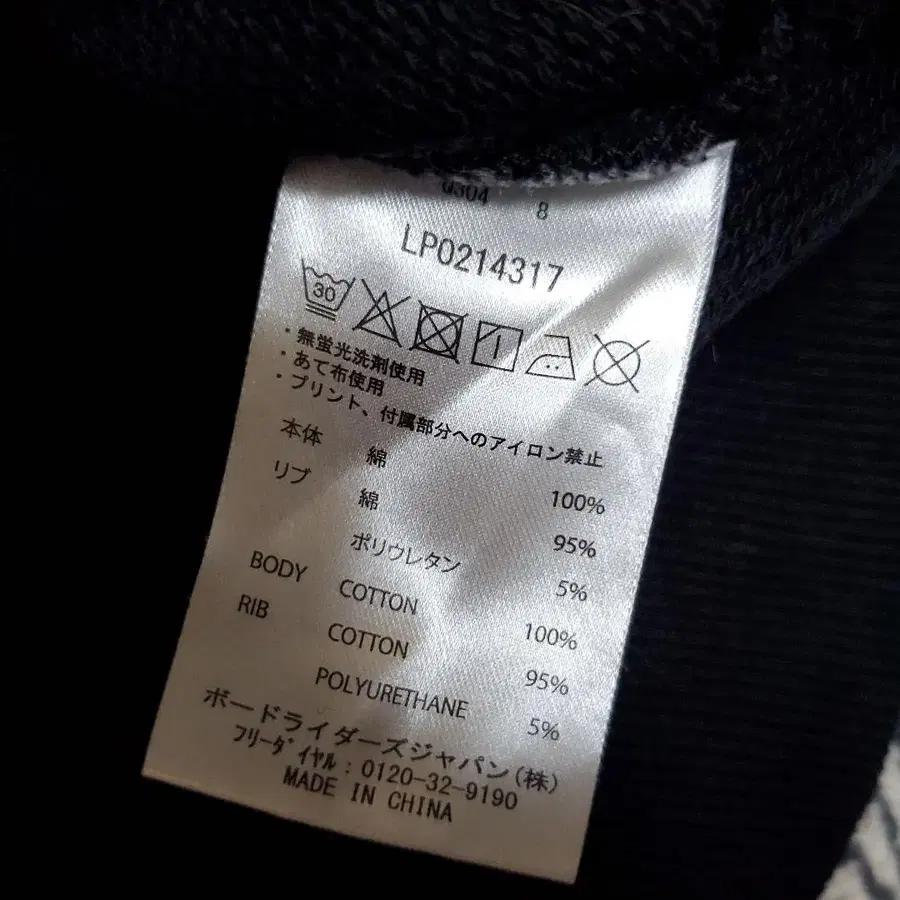 0304 8
LP0214317
30
・無蛍光洗剤使用
・あて布使用
・プリント、付属部分へのアイロン禁止
本体 綿 100%
リブ 綿 95%
ポリウレタン 5%
BODY COTTON 100%
RIB COTTON 95%
POLYURETHANE 5%
ボードライダーズジャパン(株)
フリーダイヤル:0120-32-9190
MADE IN CHINA